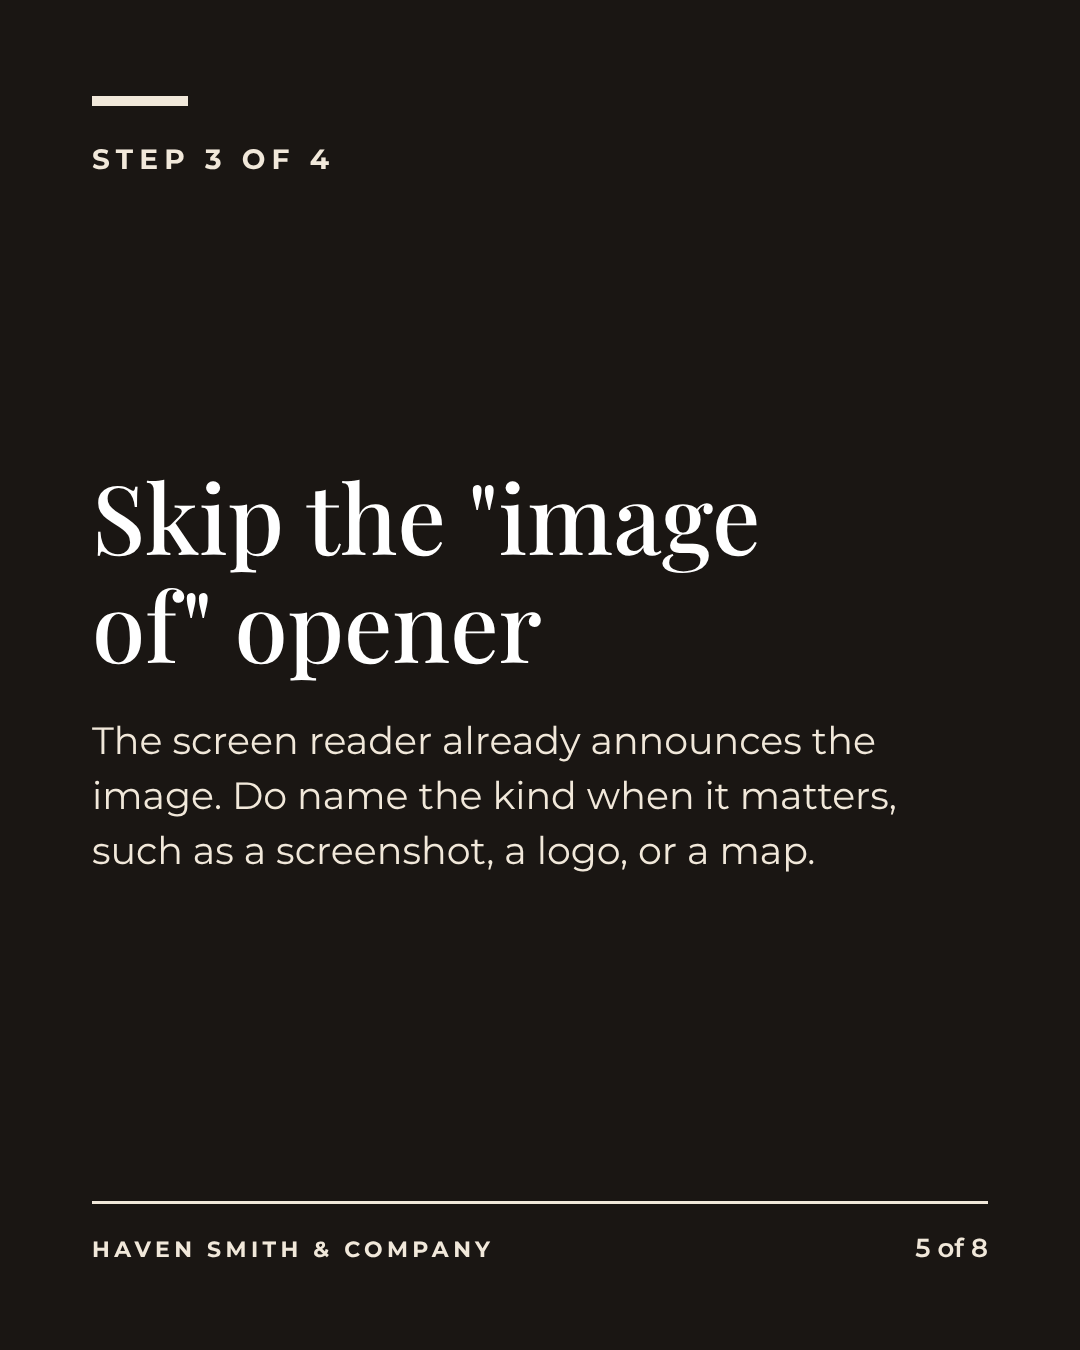 STEP 3 OF 4
Skip the "image
of" opener
The screen reader already announces the
image. Do name the kind when it matters,
such as a screenshot, a logo, or a map.
HAVEN SMITH & COMPANY
5 of 8